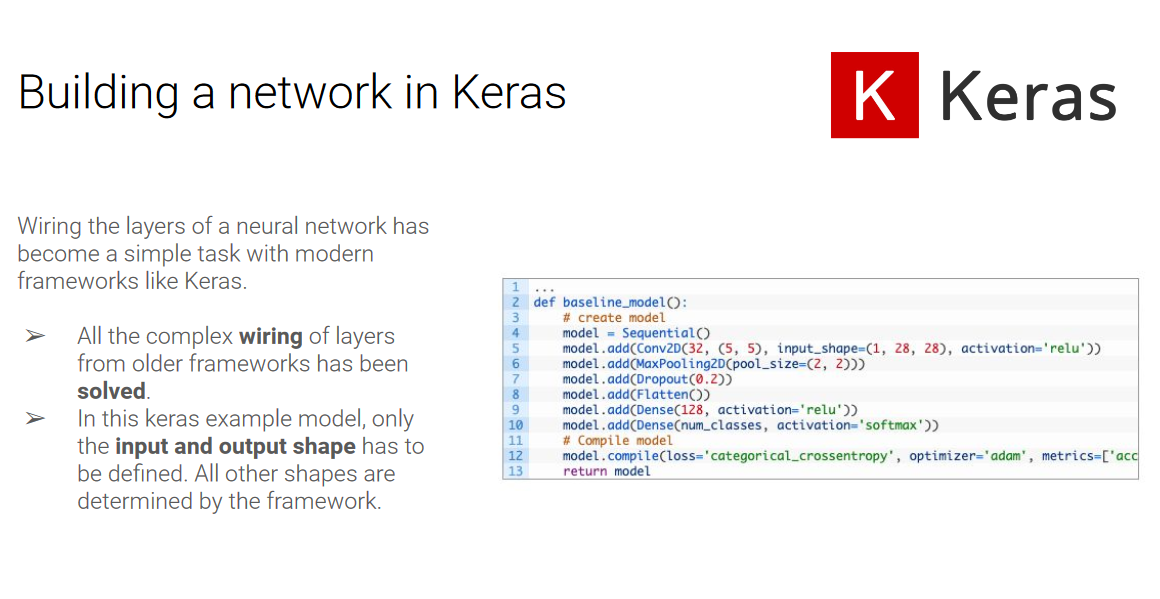 Building a network in Keras
K Keras
Wiring the layers of a neural network has
become a simple task with modern
frameworks like Keras.
➢ All the complex wiring of layers
from older frameworks has been
solved.
➢ In this keras example model, only
the input and output shape has to
be defined. All other shapes are
determined by the framework.
1 ...
2 def baseline_model():
3     # create model
4     model = Sequential()
5     model.add(Conv2D(32, (5, 5), input_shape=(1, 28, 28), activation='relu'))
6     model.add(MaxPooling2D(pool_size=(2, 2)))
7     model.add(Dropout(0.2))
8     model.add(Flatten())
9     model.add(Dense(128, activation='relu'))
10     model.add(Dense(num_classes, activation='softmax'))
11     # Compile model
12     model.compile(loss='categorical_crossentropy', optimizer='adam', metrics=['acc
13     return model